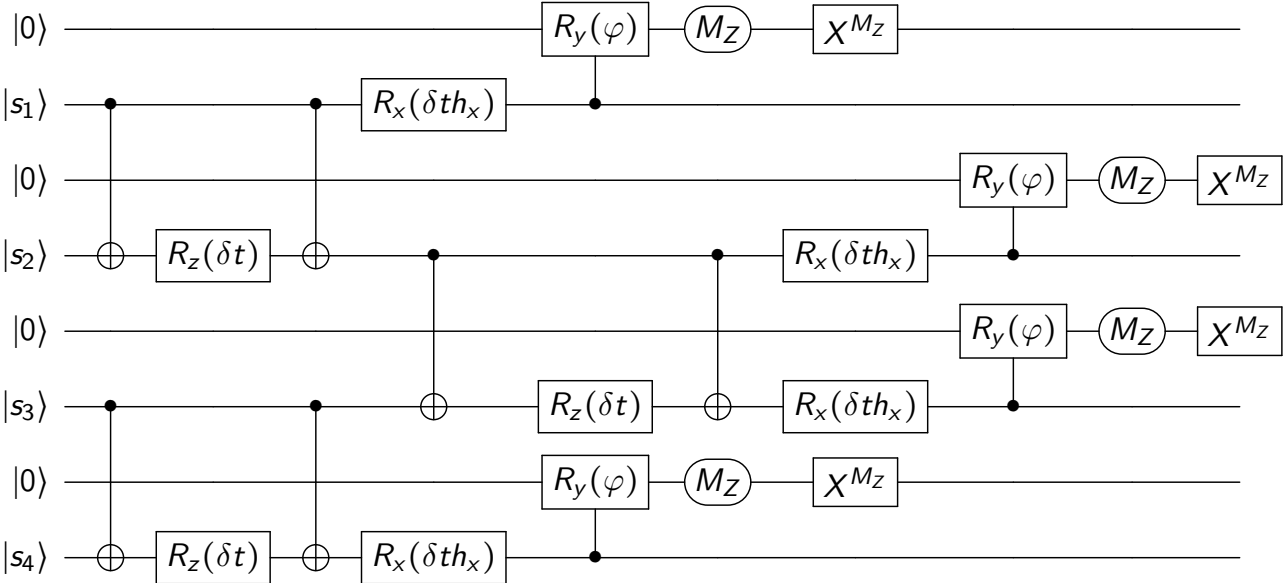 |0⟩ R_y(φ) M_Z X^{M_Z}
|s_1⟩ R_x(δth_x)
|0⟩ R_y(φ) M_Z X^{M_Z}
|s_2⟩ R_z(δt) R_x(δth_x)
|0⟩ R_y(φ) M_Z X^{M_Z}
|s_3⟩ R_z(δt) R_x(δth_x)
|0⟩ R_y(φ) M_Z X^{M_Z}
|s_4⟩ R_z(δt) R_x(δth_x)